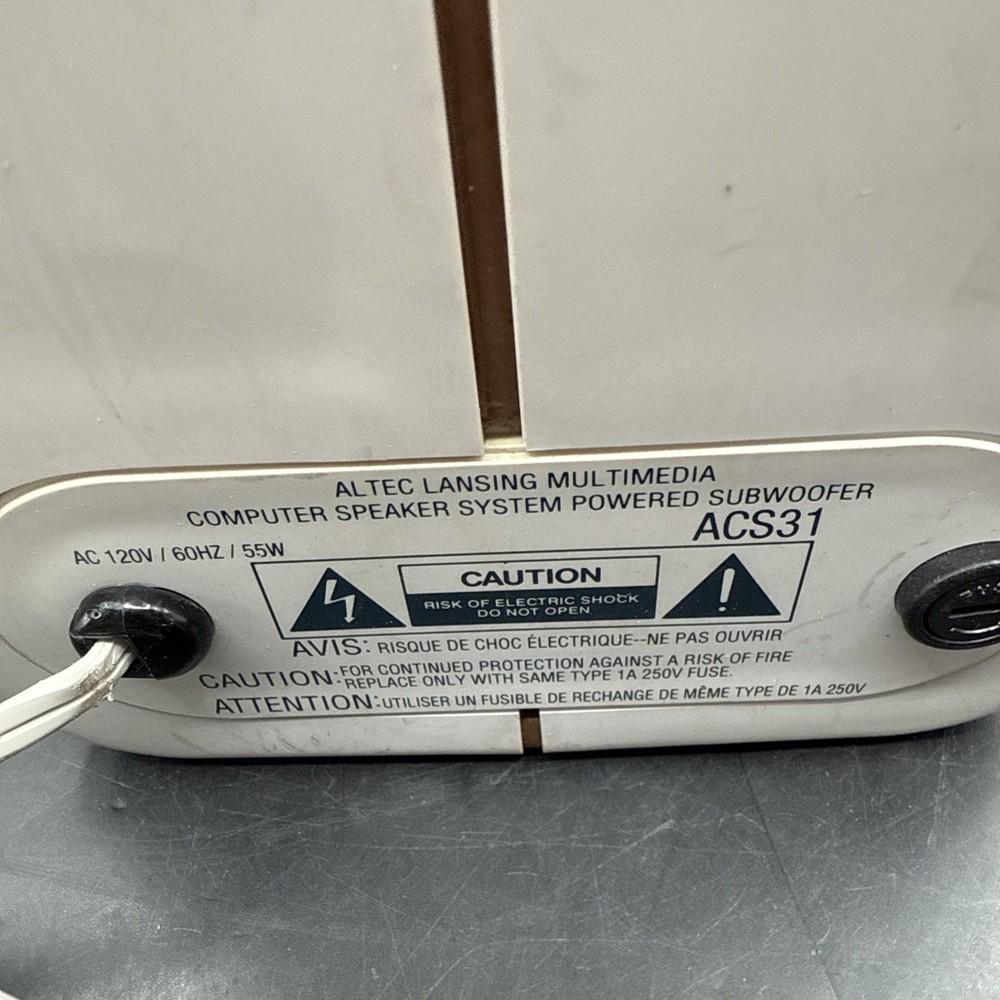 ALTEC LANSING MULTIMEDIA
COMPUTER SPEAKER SYSTEM POWERED SUBWOOFER
ACS31
AC 120V / 60HZ / 55W
CAUTION
RISK OF ELECTRIC SHOCK
DO NOT OPEN
AVIS: RISQUE DE CHOC ÉLECTRIQUE--NE PAS OUVRIR
CAUTION: FOR CONTINUED PROTECTION AGAINST A RISK OF FIRE
REPLACE ONLY WITH SAME TYPE 1A 250V FUSE.
ATTENTION: UTILISER UN FUSIBLE DE RECHANGE DE MÊME TYPE DE 1A 250V